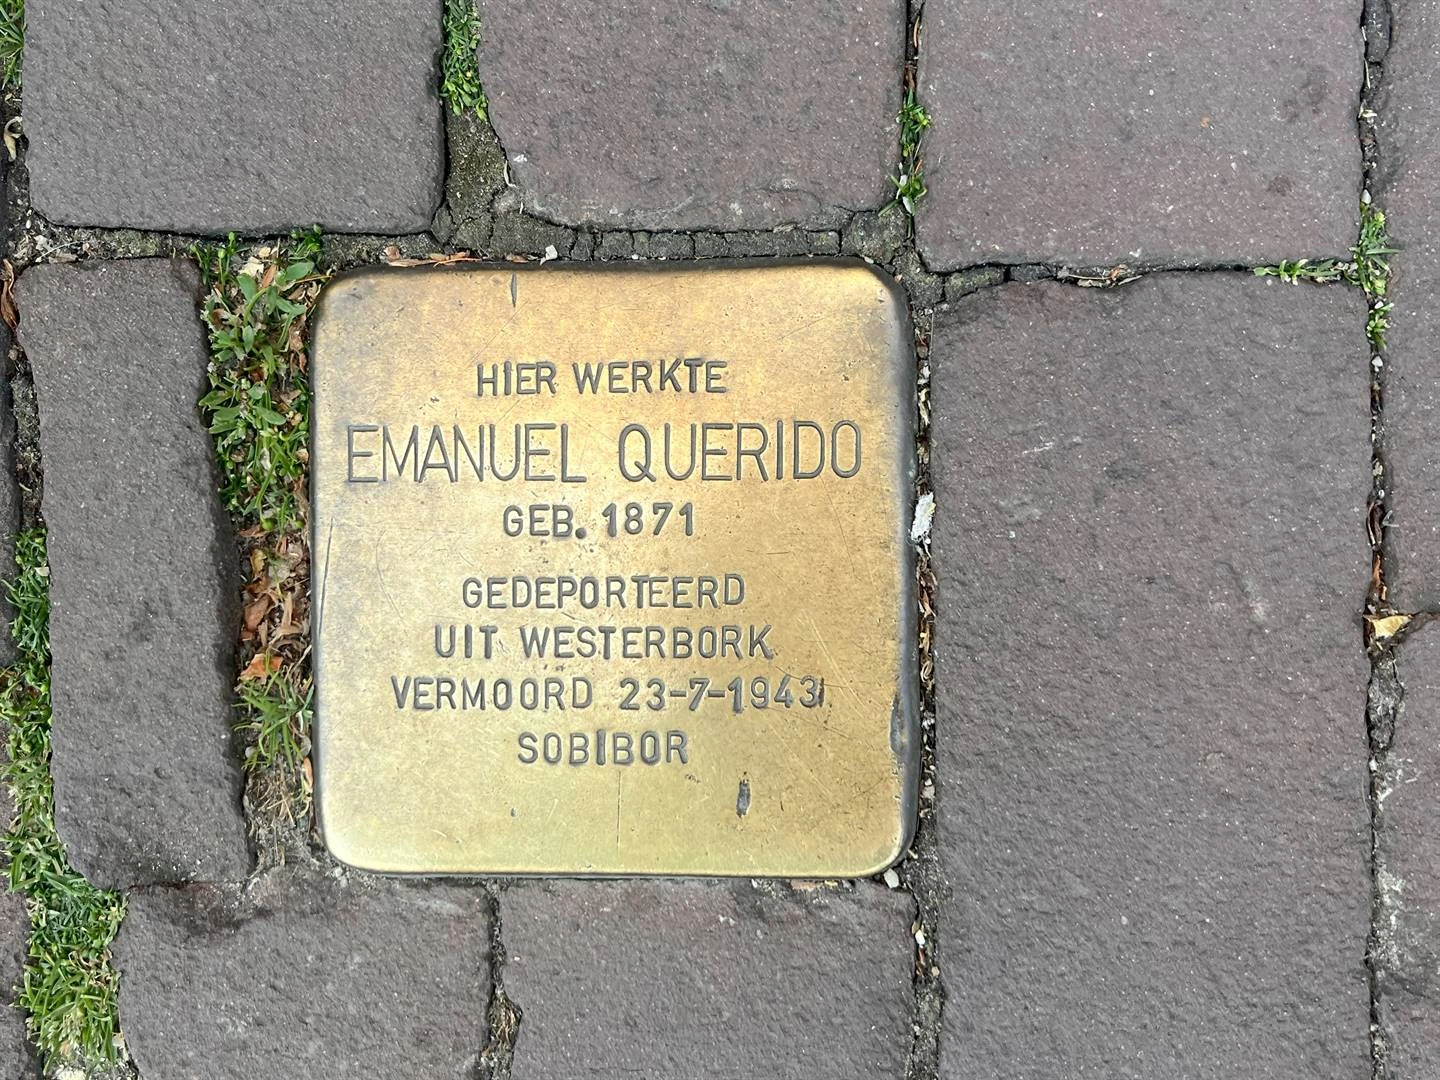 HIER WERKTE
EMANUEL QUERIDO
GEB. 1871
GEDEPORTEERD
UIT WESTERBORK
VERMOORD 23-7-1943
SOBIBOR